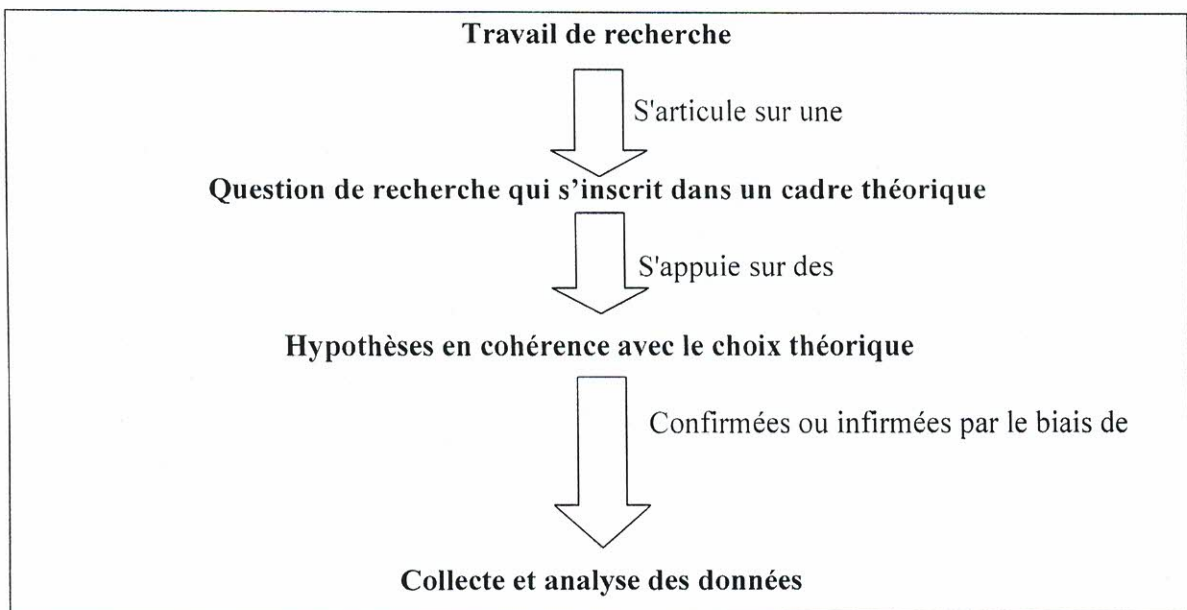 Travail de recherche
S'articule sur une
Question de recherche qui s’inscrit dans un cadre théorique
S'appuie sur des
Hypothèses en cohérence avec le choix théorique
Confirmées ou infirmées par le biais de
Collecte et analyse des données